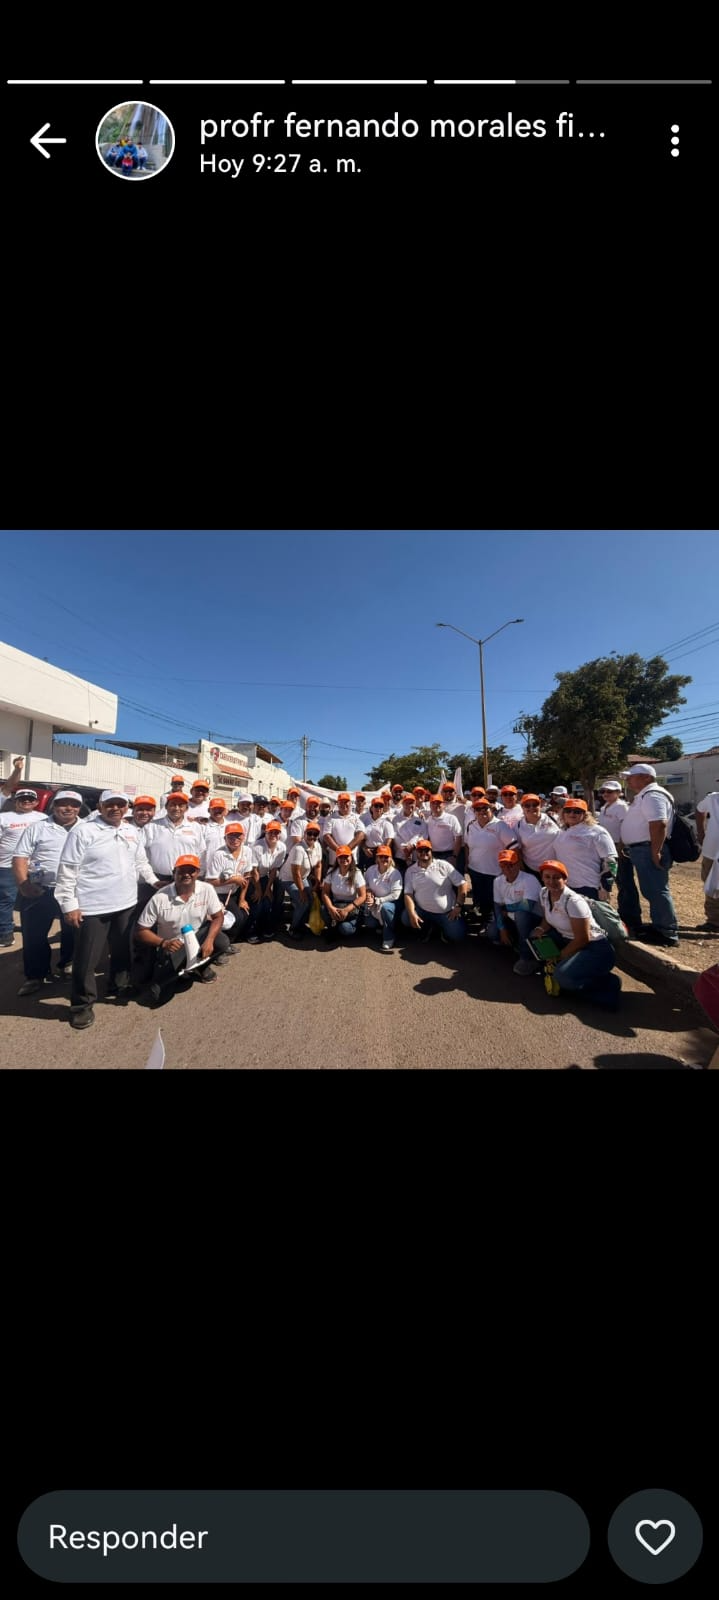 profr fernando morales fi...
Hoy 9:27 a. m.
Responder